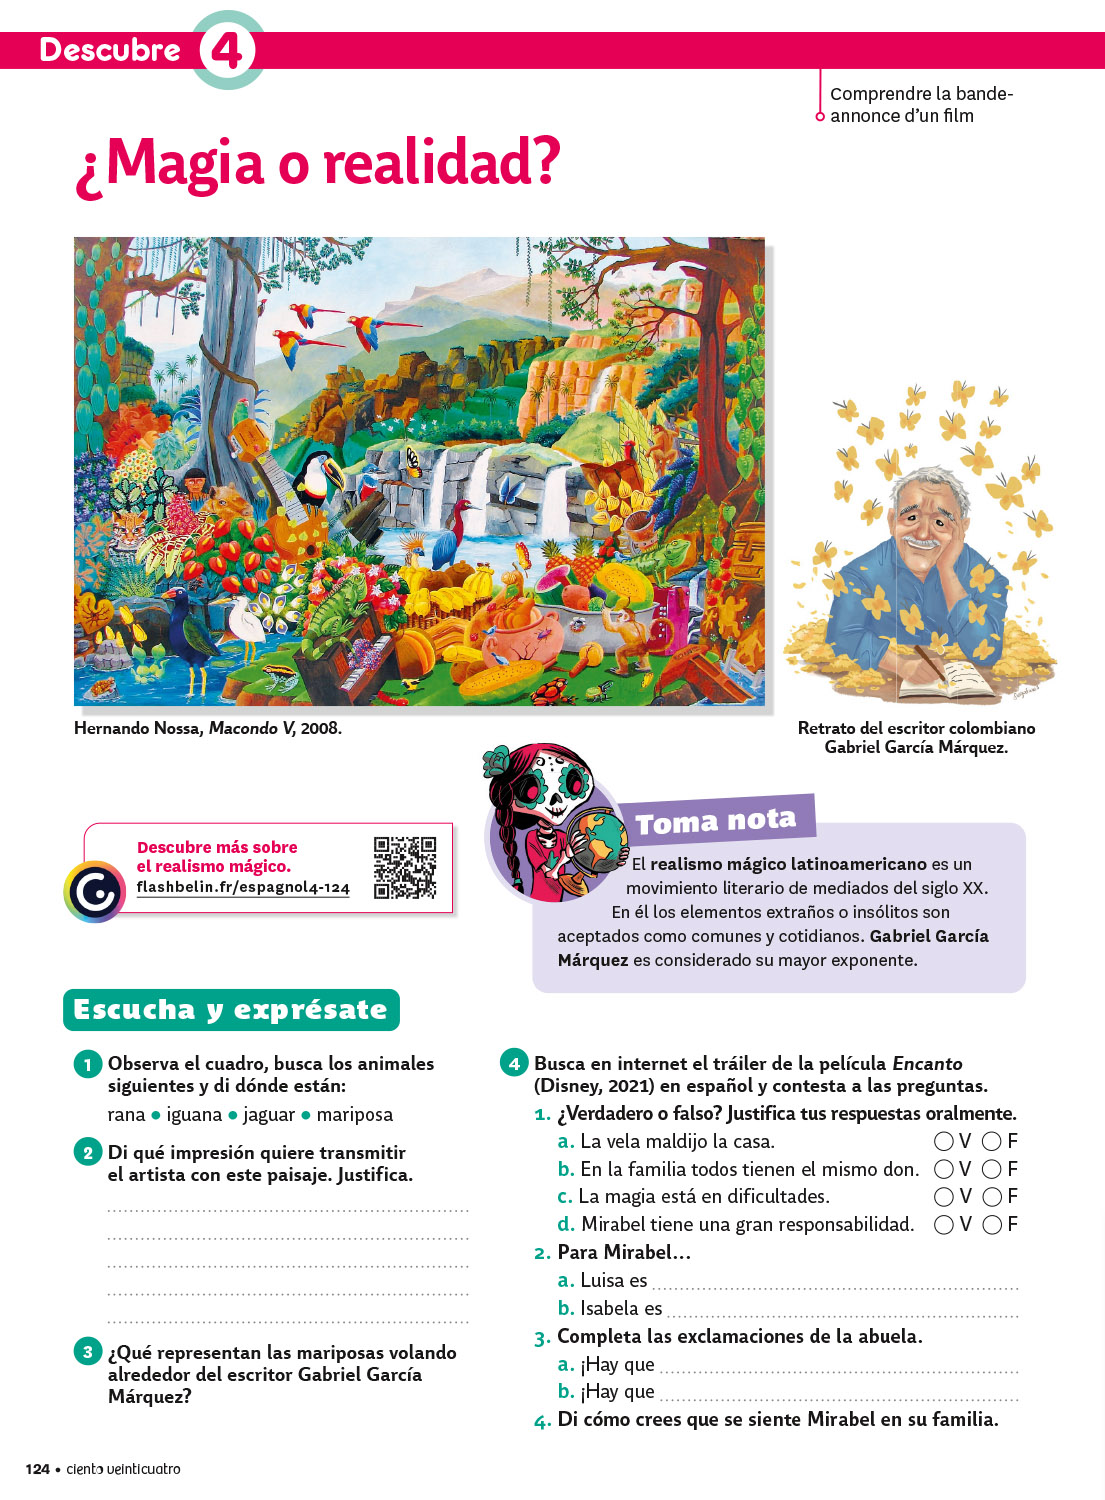 Descubre 4
Comprendre la bande-
annonce d'un film
¿Magia o realidad?
Hernando Nossa, Macondo V, 2008.
Retrato del escritor colombiano
Gabriel García Márquez.
Descubre más sobre
el realismo mágico.
flashbelin.fr/espagnol4-124
Toma nota
El realismo mágico latinoamericano es un
movimiento literario de mediados del siglo XX.
En él los elementos extraños o insólitos son
aceptados como comunes y cotidianos. Gabriel García
Márquez es considerado su mayor exponente.
Escucha y exprésate
1 Observa el cuadro, busca los animales
siguientes y di dónde están:
rana • iguana • jaguar • mariposa
2 Di qué impresión quiere transmitir
el artista con este paisaje. Justifica.
3 ¿Qué representan las mariposas volando
alrededor del escritor Gabriel García
Márquez?
4 Busca en internet el tráiler de la película Encanto
(Disney, 2021) en español y contesta a las preguntas.
1. ¿Verdadero o falso? Justifica tus respuestas oralmente.
a. La vela maldijo la casa. V F
b. En la familia todos tienen el mismo don. V F
c. La magia está en dificultades. V F
d. Mirabel tiene una gran responsabilidad. V F
2. Para Mirabel...
a. Luisa es
b. Isabela es
3. Completa las exclamaciones de la abuela.
a. ¡Hay que
b. ¡Hay que
4. Di cómo crees que se siente Mirabel en su familia.
124 • ciento veinticuatro